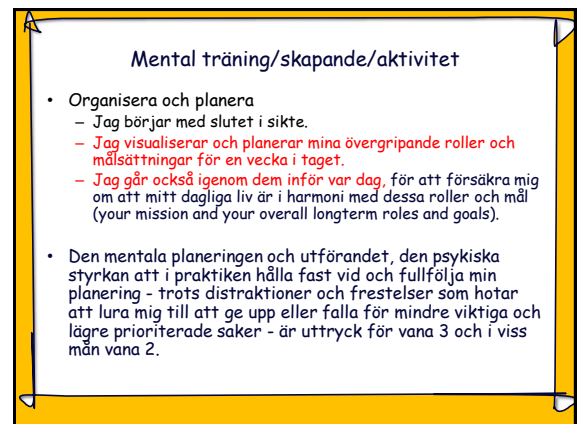 Mental träning/skapande/aktivitet
• Organisera och planera
– Jag börjar med slutet i sikte.
– Jag visualiserar och planerar mina övergripande roller och
målsättningar för en vecka i taget.
– Jag går också igenom dem inför var dag, för att försäkra mig
om att mitt dagliga liv är i harmoni med dessa roller och mål
(your mission and your overall longterm roles and goals).
• Den mentala planeringen och utförandet, den psykiska
styrkan att i praktiken hålla fast vid och fullfölja min
planering - trots distraktioner och frestelser som hotar
att lura mig till att ge upp eller falla för mindre viktiga och
lägre prioriterade saker - är uttryck för vana 3 och i viss
mån vana 2.